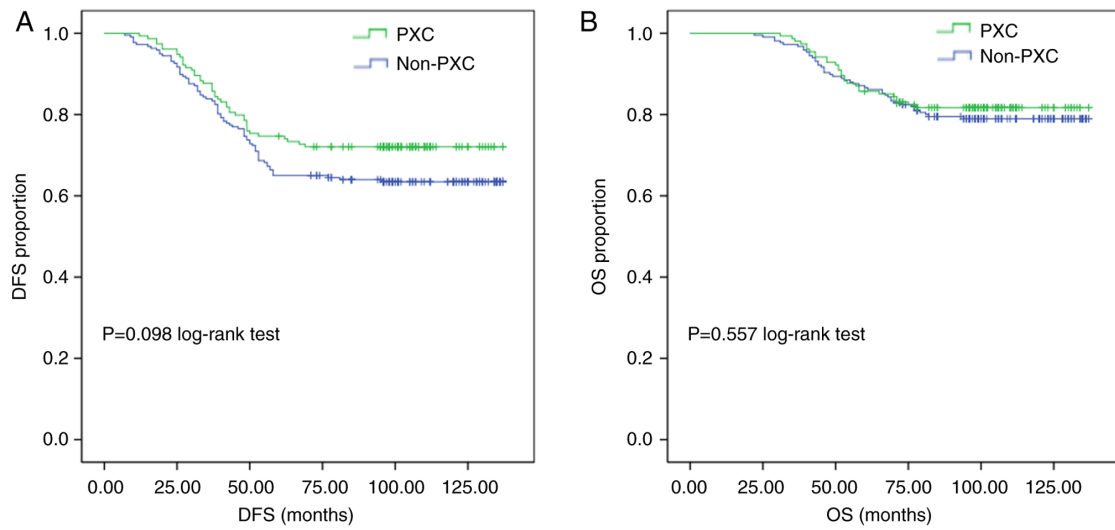 A
PXC
Non-PXC
DFS proportion
1.0
0.8
0.6
0.4
0.2
0.0
P=0.098 log-rank test
0.00 25.00 50.00 75.00 100.00 125.00
DFS (months)
B
PXC
Non-PXC
OS proportion
1.0
0.8
0.6
0.4
0.2
0.0
P=0.557 log-rank test
0.00 25.00 50.00 75.00 100.00 125.00
OS (months)